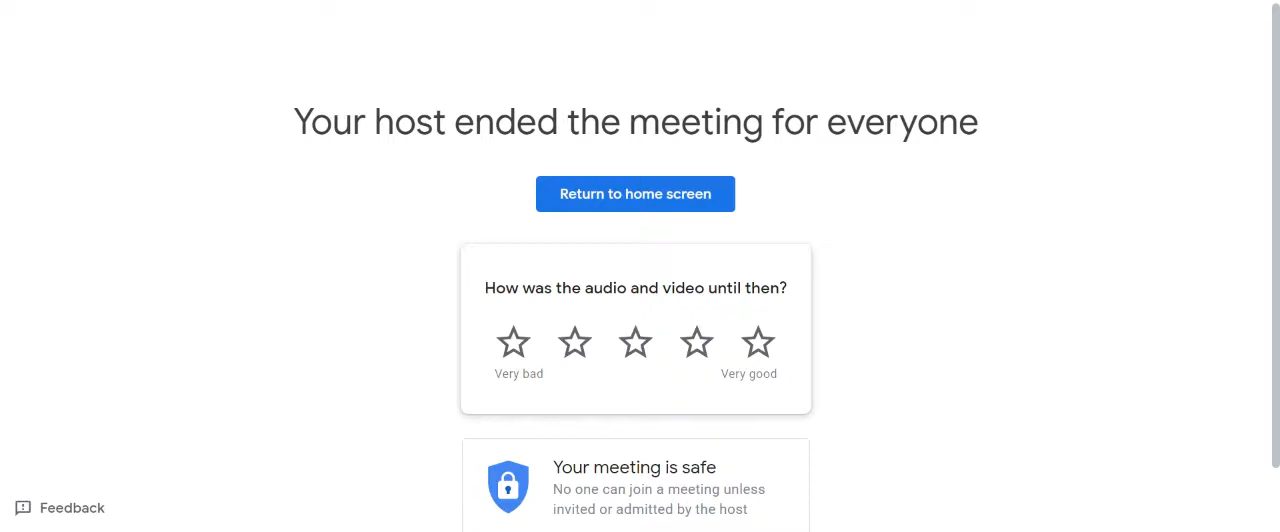 Your host ended the meeting for everyone
Return to home screen
How was the audio and video until then?
Very bad
Very good
Your meeting is safe
No one can join a meeting unless
invited or admitted by the host
Feedback